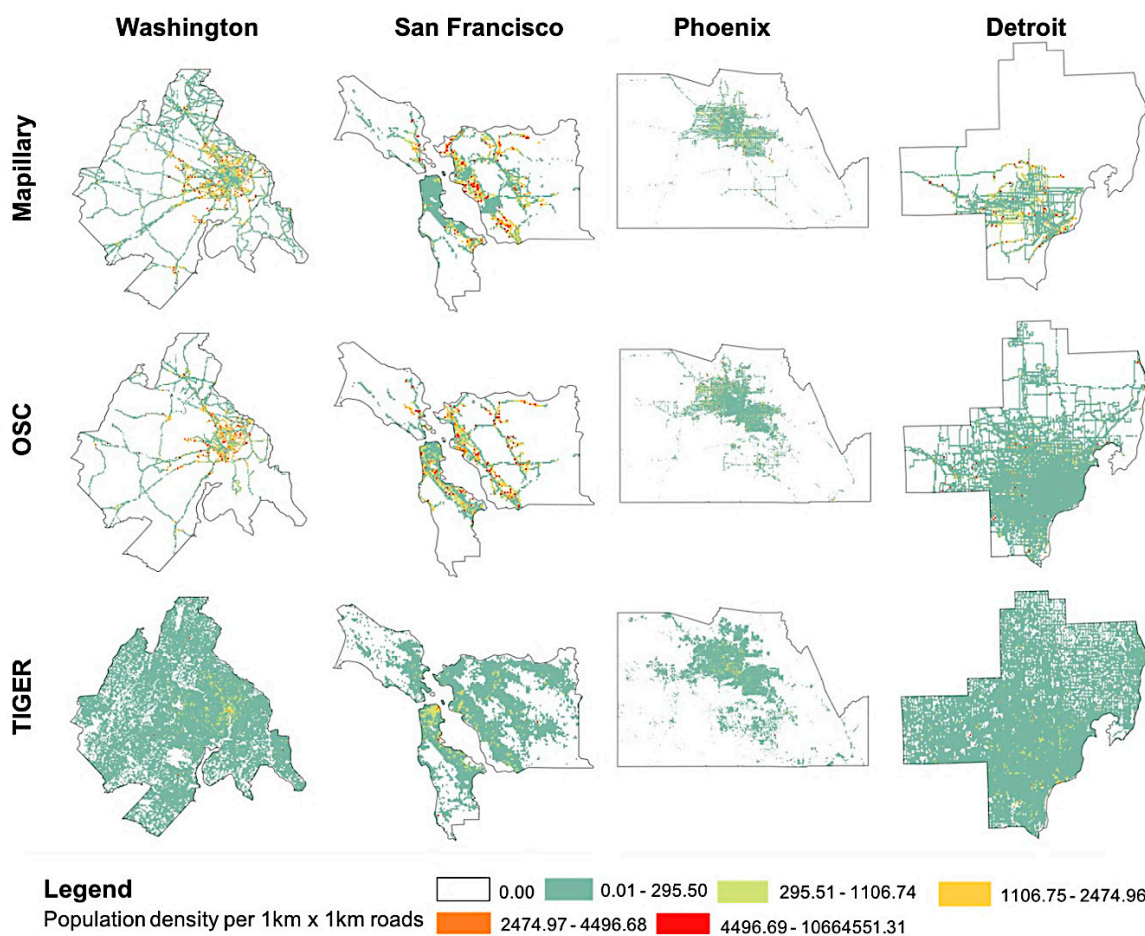 Washington San Francisco Phoenix Detroit
Mapillary
OSC
TIGER
Legend
Population density per 1km x 1km roads
0.00 0.01 - 295.50 295.51 - 1106.74 1106.75 - 2474.96
2474.97 - 4496.68 4496.69 - 10664551.31